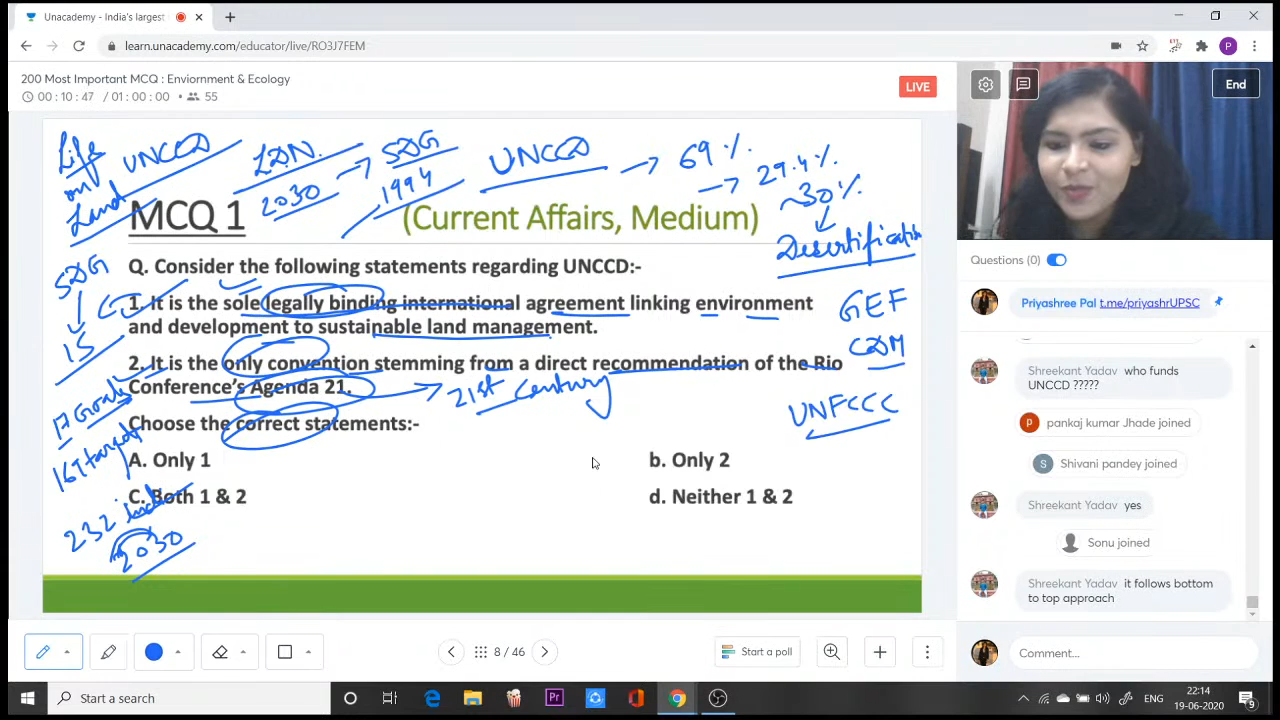 Unacademy - India's largest
learn.unacademy.com/educator/live/RO3J7FEM
200 Most Important MCQ : Enviornment & Ecology
00 : 10 : 47 / 01 : 00 : 00 • 55
LIVE
End
Life on Land
UNCCD
LDN
2030
SDG
1994
UNCCD
69 %
29.4 %
~30 %
Desertification
MCQ 1
(Current Affairs, Medium)
Q. Consider the following statements regarding UNCCD:-
1. It is the sole legally binding international agreement linking environment
and development to sustainable land management.
2. It is the only convention stemming from a direct recommendation of the Rio
Conference's Agenda 21.
Choose the correct statements:-
A. Only 1
b. Only 2
C. Both 1 & 2
d. Neither 1 & 2
SDG
15
17 Goals
169 targets
232 indi
2030
21st Century
GEF
CDM
UNFCCC
Questions (0)
Priyashree Pal t.me/priyashrUPSC
Shreekant Yadav who funds
UNCCD ?????
P pankaj kumar Jhade joined
S Shivani pandey joined
Shreekant Yadav yes
Sonu joined
Shreekant Yadav it follows bottom
to top approach
8 / 46
Start a poll
Comment...
Start a search
ENG
22:14
19-06-2020